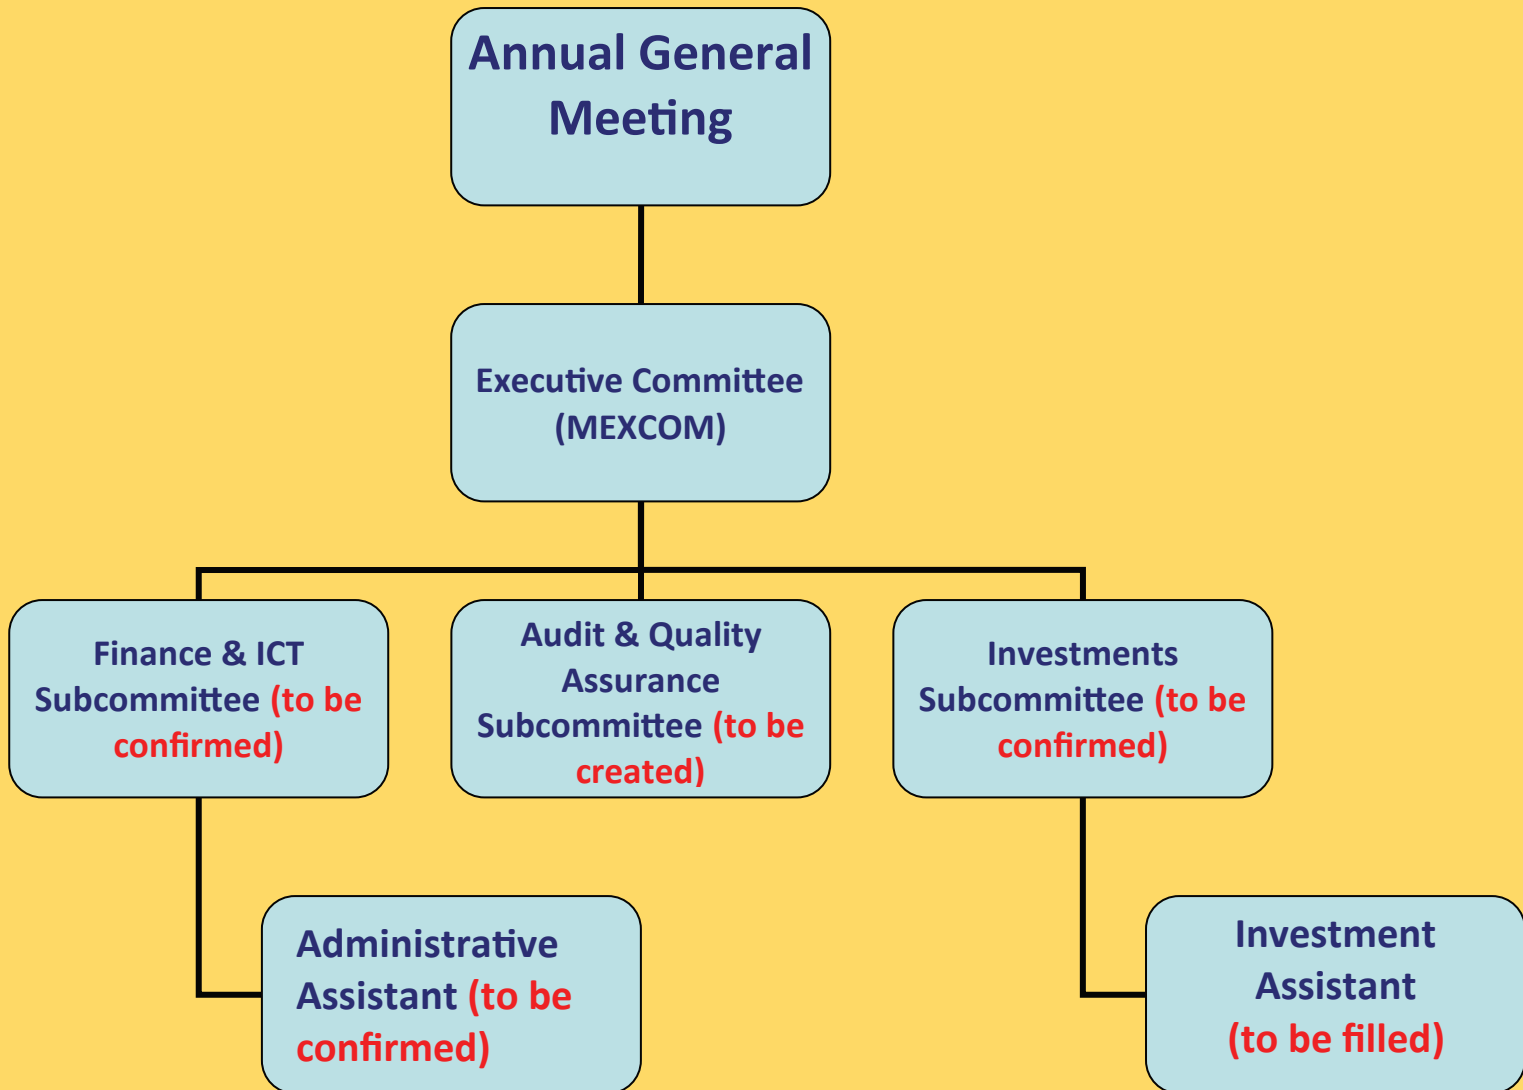 Annual General
Meeting
Executive Committee
(MEXCOM)
Finance & ICT
Subcommittee (to be
confirmed)
Audit & Quality
Assurance
Subcommittee (to be
created)
Investments
Subcommittee (to be
confirmed)
Administrative
Assistant (to be
confirmed)
Investment
Assistant
(to be filled)